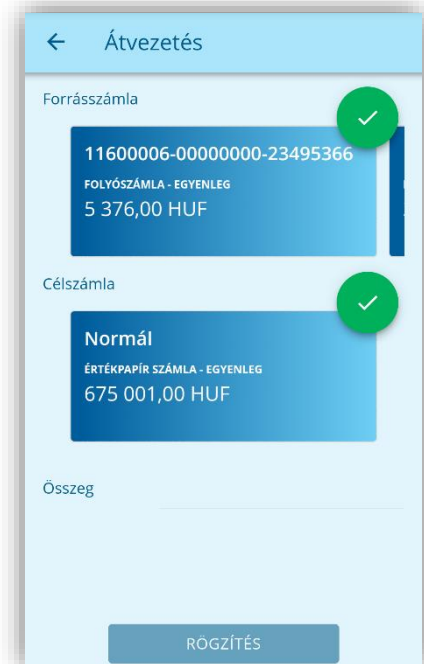 Átvezetés
Forrásszámla
11600006-00000000-23495366
FOLYÓSZÁMLA - EGYENLEG
5 376,00 HUF
Célszámla
Normál
ÉRTÉKPAPÍR SZÁMLA - EGYENLEG
675 001,00 HUF
Összeg
RÖGZÍTÉS